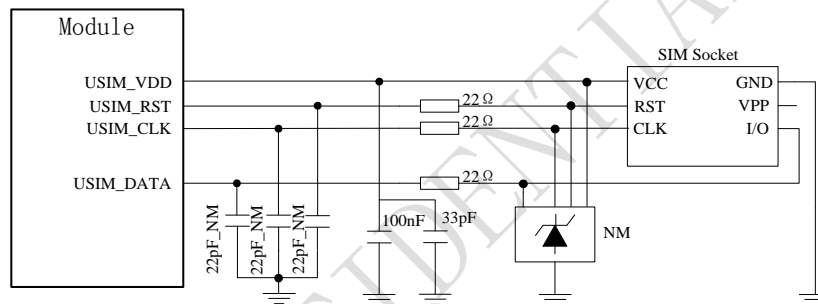 Module
SIM Socket
USIM_VDD
VCC
GND
USIM_RST
22Ω
RST
VPP
USIM_CLK
22Ω
CLK
I/O
USIM_DATA
22Ω
22pF_NM
22pF_NM
22pF_NM
100nF
33pF
NM
SIDENTIA